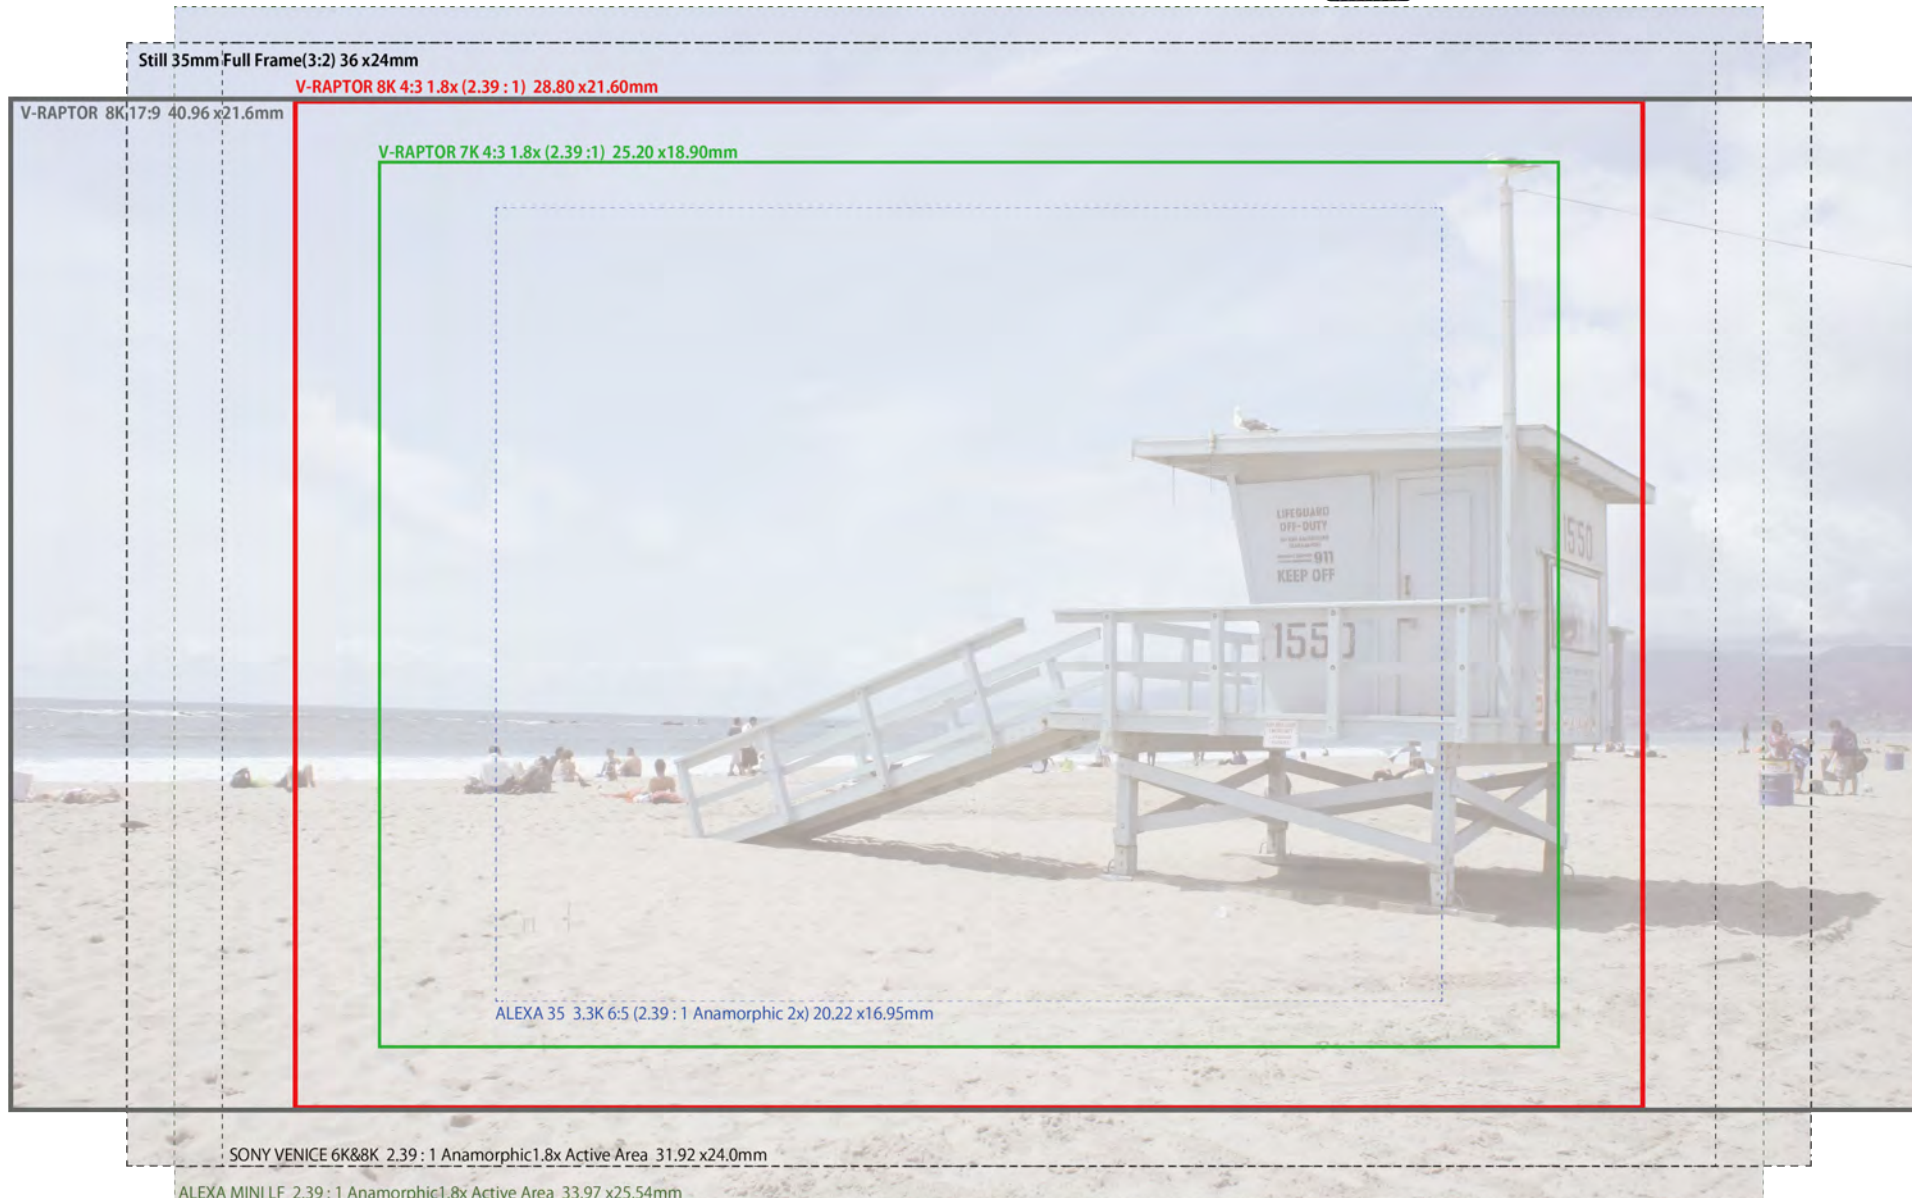 Still 35mm Full Frame(3:2) 36 x24mm
V-RAPTOR 8K 4:3 1.8x (2.39 : 1) 28.80 x21.60mm
V-RAPTOR 8K 17:9 40.96 x21.6mm
V-RAPTOR 7K 4:3 1.8x (2.39 :1) 25.20 x18.90mm
LIFEGUARD
OFF-DUTY
911
KEEP OFF
1550
1550
ALEXA 35 3.3K 6:5 (2.39 : 1 Anamorphic 2x) 20.22 x16.95mm
SONY VENICE 6K&8K 2.39 : 1 Anamorphic1.8x Active Area 31.92 x24.0mm
ALEXA MINI LF 2.39 : 1 Anamorphic1.8x Active Area 33.97 x25.54mm